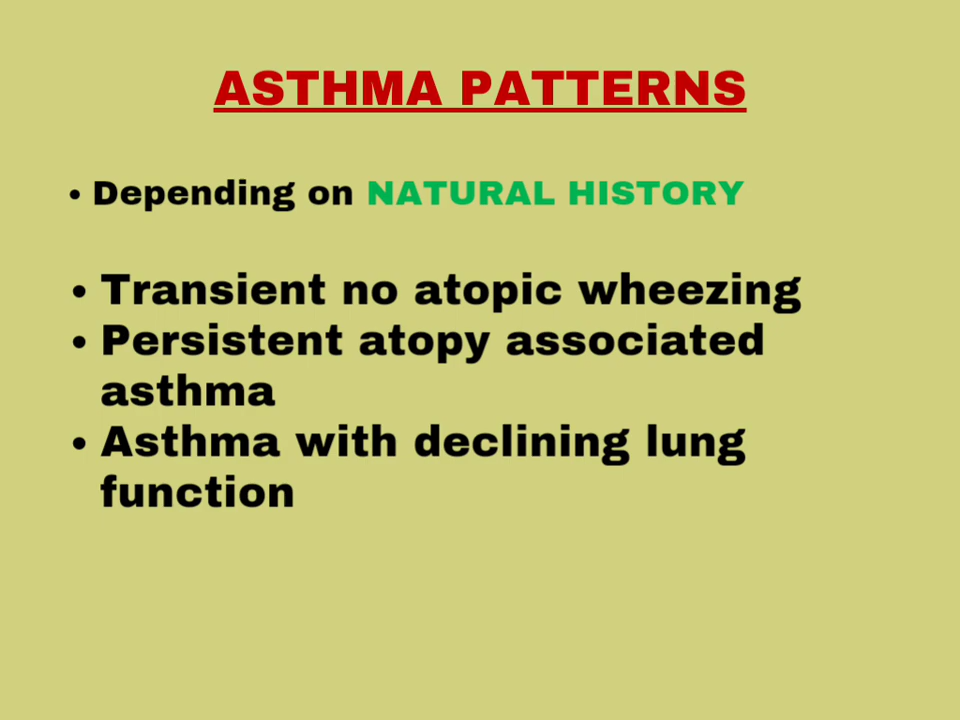 ASTHMA PATTERNS
• Depending on NATURAL HISTORY
• Transient no atopic wheezing
• Persistent atopy associated
asthma
• Asthma with declining lung
function